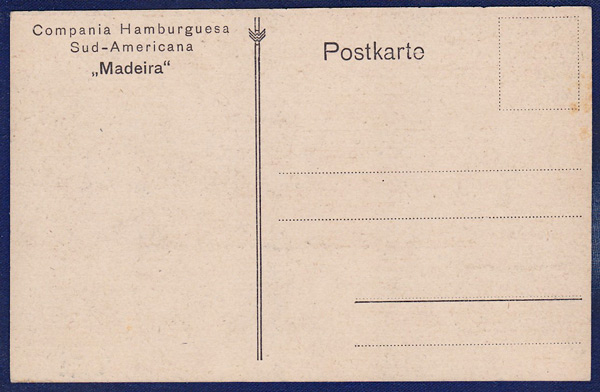 Compania Hamburguesa
Sud-Americana
„Madeira“
Postkarte